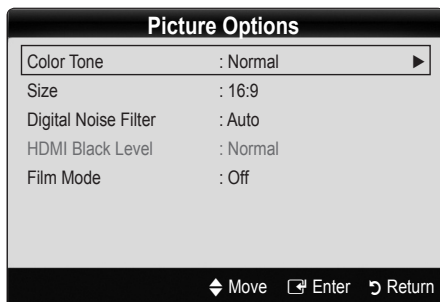 Picture Options
Color Tone : Normal ►
Size : 16:9
Digital Noise Filter : Auto
HDMI Black Level : Normal
Film Mode : Off
Move Enter Return